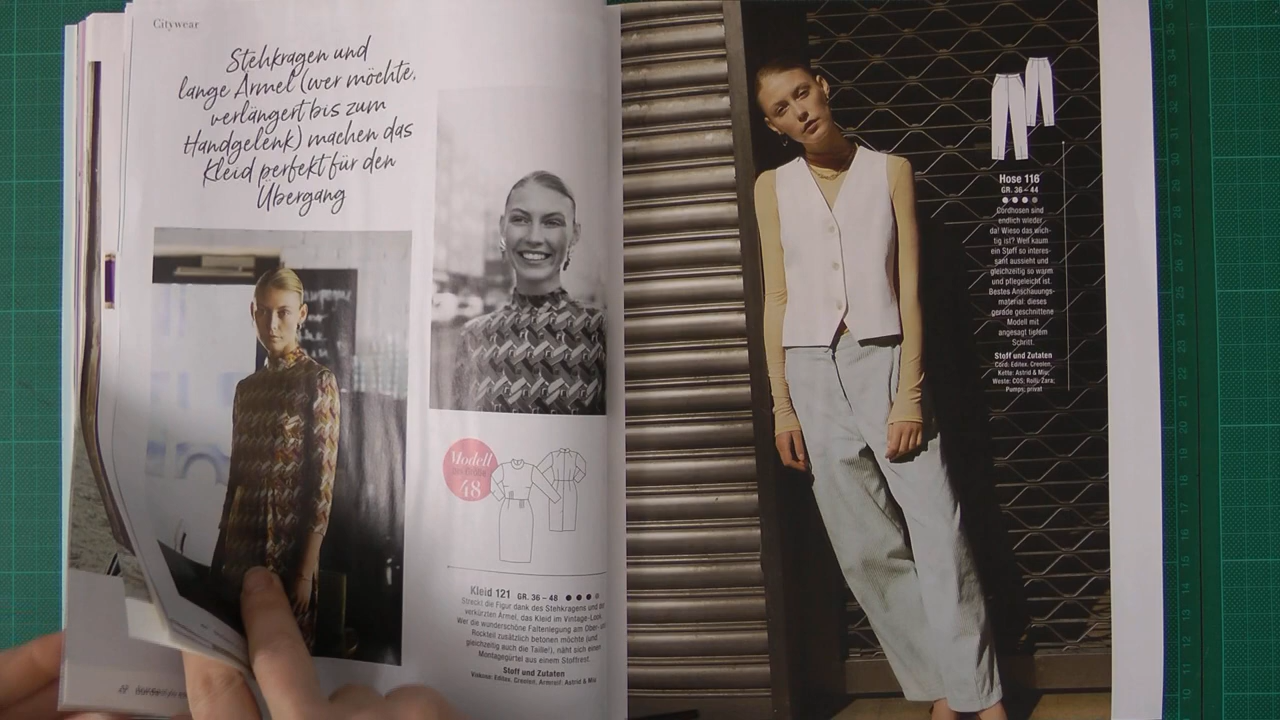 Citywear
Stehkragen und
lange Ärmel (wer möchte,
verlängert bis zum
Handgelenk) machen das
Kleid perfekt für den
Übergang
Modell
48
Kleid 121 GR. 36 – 48
Streckt die Figur dank des Stehkragens und der
verkürzten Ärmel, das Kleid im Vintage-Look.
Wer die wunderschöne Faltenlegung am Ober- und
Rockteil zusätzlich betonen möchte (und
gleichzeitig auch die Taille!), näht sich einen
Montagegürtel aus einem Stoffrest.
Stoff und Zutaten
Viskose: Editex, Creolen, Armreif: Astrid & Miu
Hose 116
GR. 36 – 44
Cordhosen sind
endlich wieder
da! Wieso das wich-
tig ist? Weil kaum
ein Stoff so interes-
sant aussieht und
gleichzeitig so warm
und pflegeleicht ist.
Bestes Anschauungs-
material: dieses
gerade geschnittene
Modell mit
angesagt tiefem
Schritt.
Stoff und Zutaten
Cord: Editex, Creolen,
Kette: Astrid & Miu,
Weste: COS, Rolli: Zara,
Pumps: privat